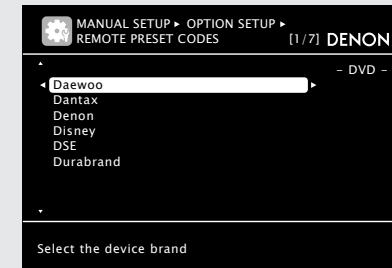 MANUAL SETUP ▸ OPTION SETUP ▸
REMOTE PRESET CODES [1/7] DENON
– DVD –
Daewoo
Dantax
Denon
Disney
DSE
Durabrand
Select the device brand